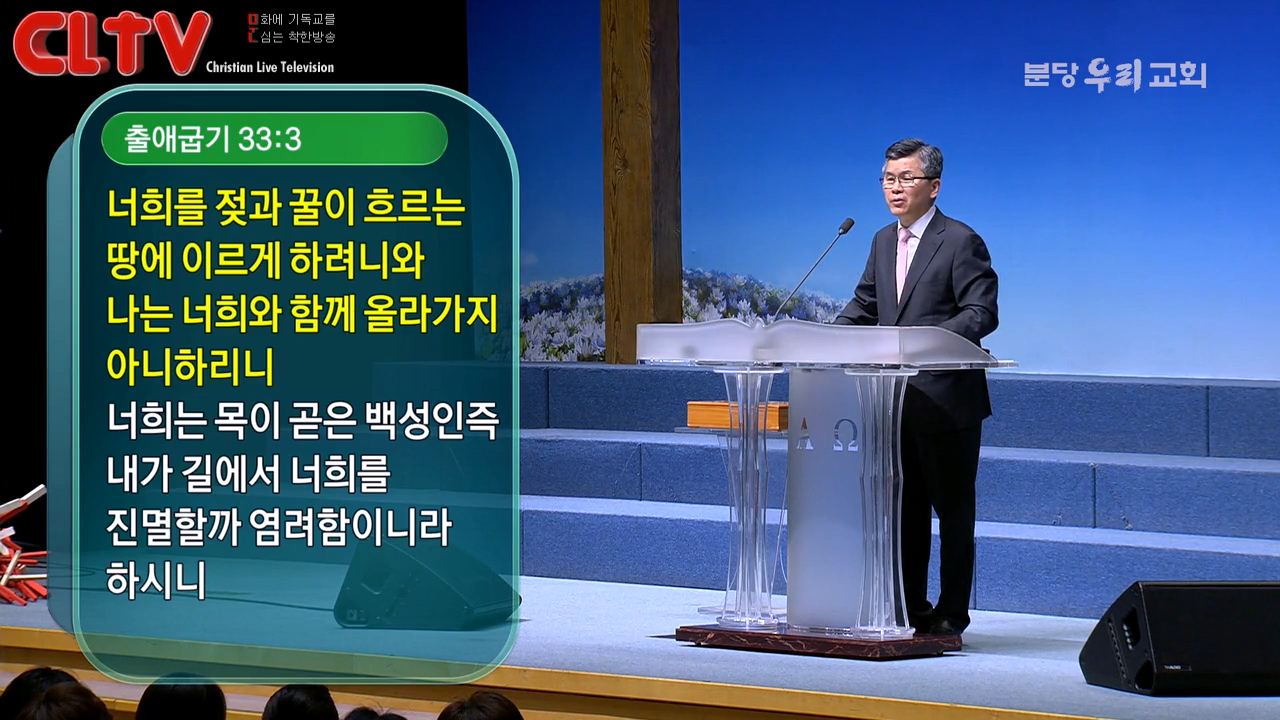 CLTV
문화에 기독교를
심는 착한방송
Christian Live Television
분당우리교회
출애굽기 33:3
너희를 젖과 꿀이 흐르는
땅에 이르게 하려니와
나는 너희와 함께 올라가지
아니하리니
너희는 목이 곧은 백성인즉
내가 길에서 너희를
진멸할까 염려함이니라
하시니
Α Ω